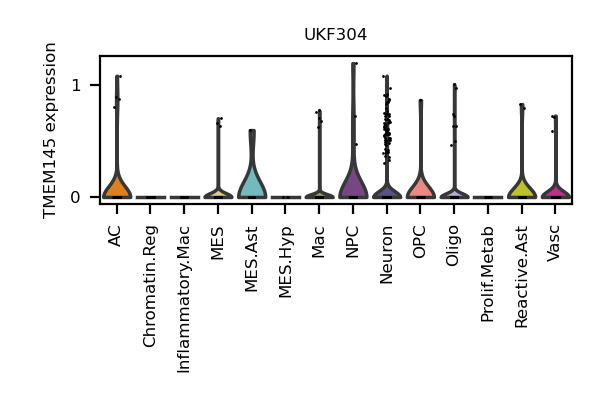 UKF304
TMEM145 expression
1
0
AC
Chromatin.Reg
Inflammatory.Mac
MES
MES.Ast
MES.Hyp
Mac
NPC
Neuron
OPC
Oligo
Prolif.Metab
Reactive.Ast
Vasc